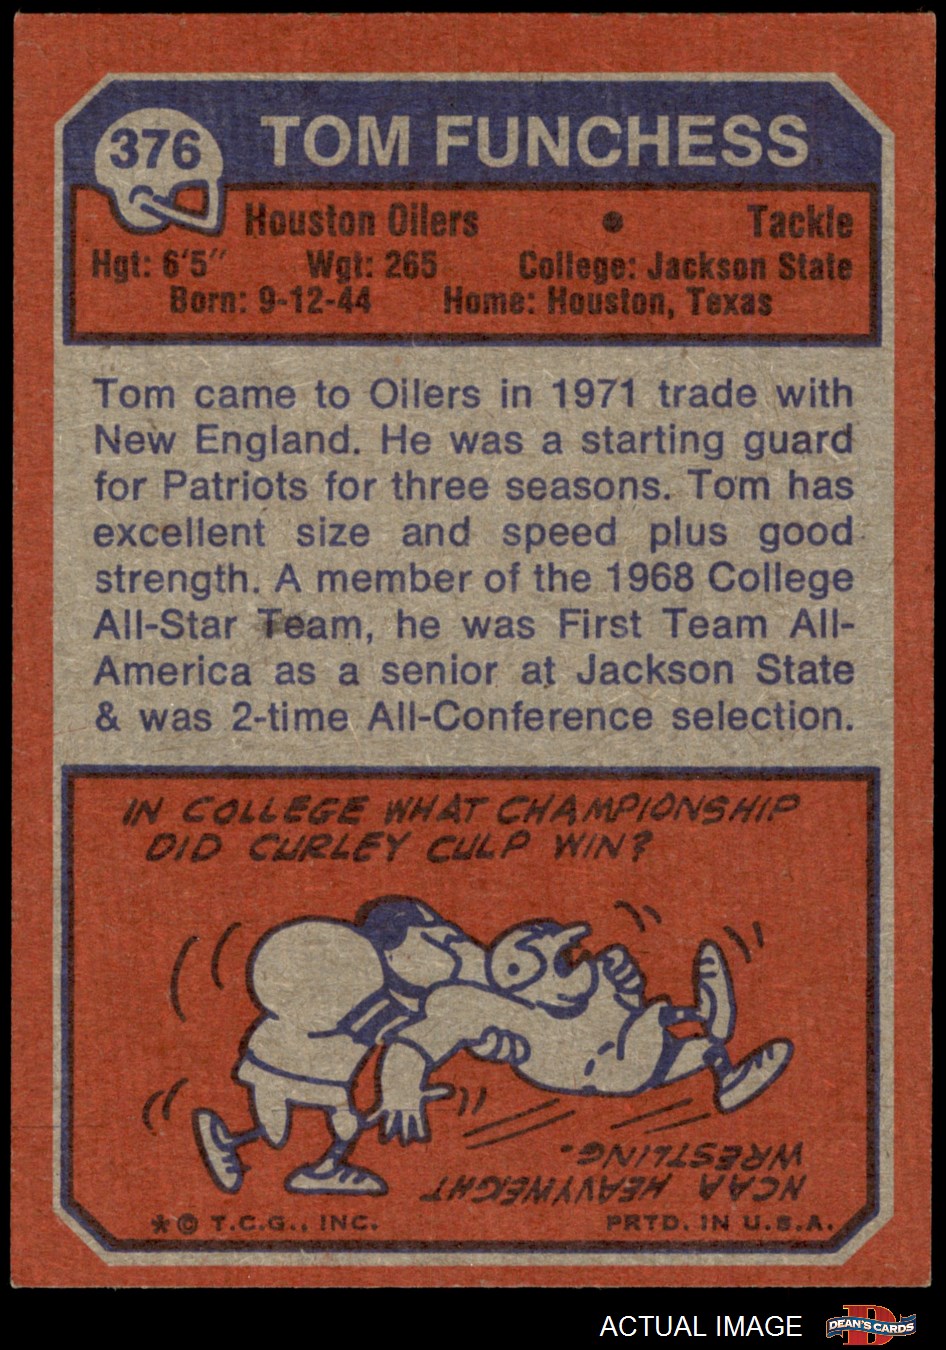 376
TOM FUNCHESS
Houston Oilers • Tackle
Hgt: 6'5" Wgt: 265 College: Jackson State
Born: 9-12-44 Home: Houston, Texas
Tom came to Oilers in 1971 trade with
New England. He was a starting guard
for Patriots for three seasons. Tom has
excellent size and speed plus good
strength. A member of the 1968 College
All-Star Team, he was First Team All-
America as a senior at Jackson State
& was 2-time All-Conference selection.
IN COLLEGE WHAT CHAMPIONSHIP
DID CURLEY CULP WIN?
NCAA HEAVYWEIGHT
WRESTLING.
* © T.C.G., INC. PRTD. IN U.S.A.
ACTUAL IMAGE
D
DEAN'S CARDS